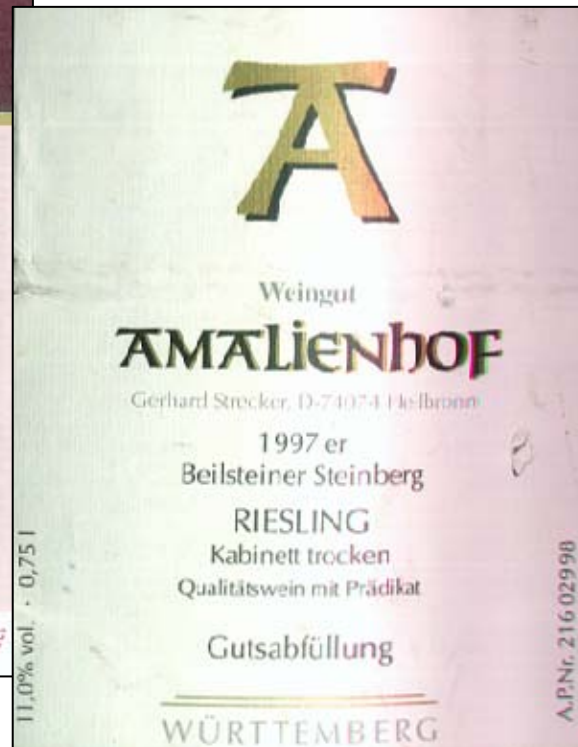 A
Weingut
AMALIENHOF
Gerhard Strecker, D-74074 Heilbronn
1997 er
Beilsteiner Steinberg
RIESLING
Kabinett trocken
Qualitätswein mit Prädikat
Gutsabfüllung
WÜRTTEMBERG
11,0% vol. · 0,75 l
A.P.Nr. 216 02998